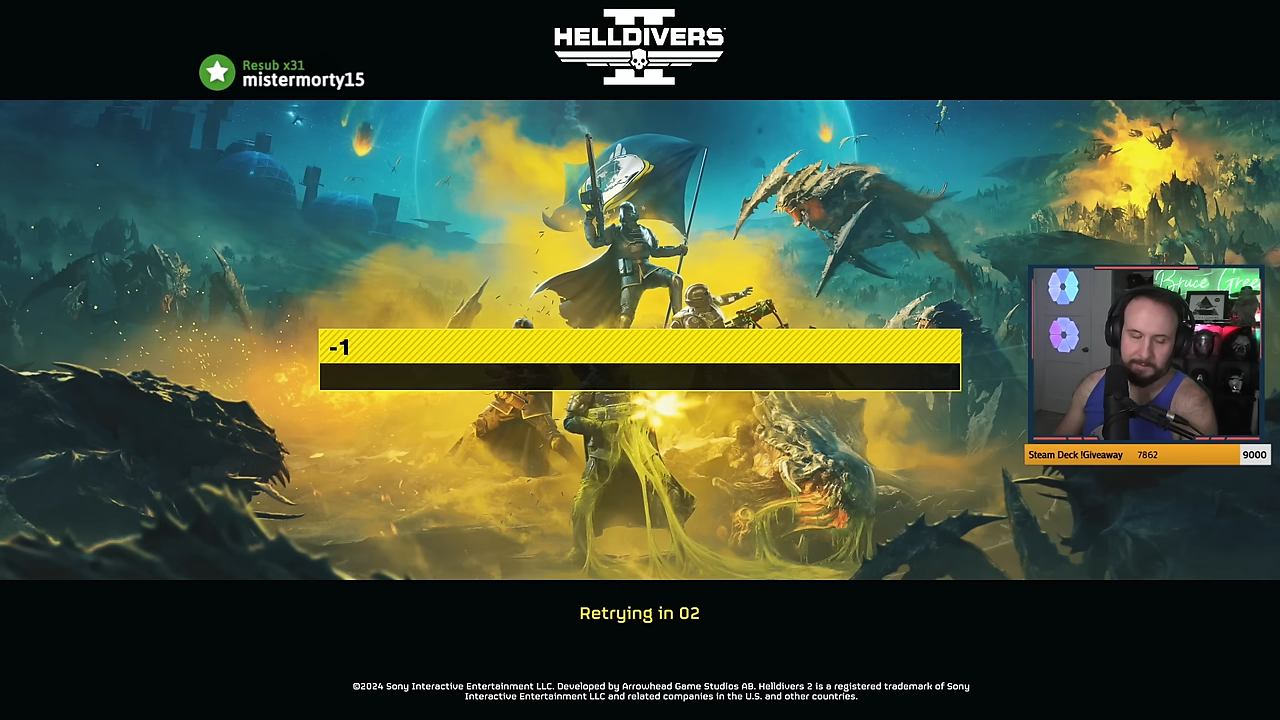 HELLDIVERS
II
Resub x31
mistermorty15
Bruce Gree
-1
Steam Deck !Giveaway 7862 9000
Retrying in 02
©2024 Sony Interactive Entertainment LLC. Developed by Arrowhead Game Studios AB. Helldivers 2 is a registered trademark of Sony
Interactive Entertainment LLC and related companies in the U.S. and other countries.